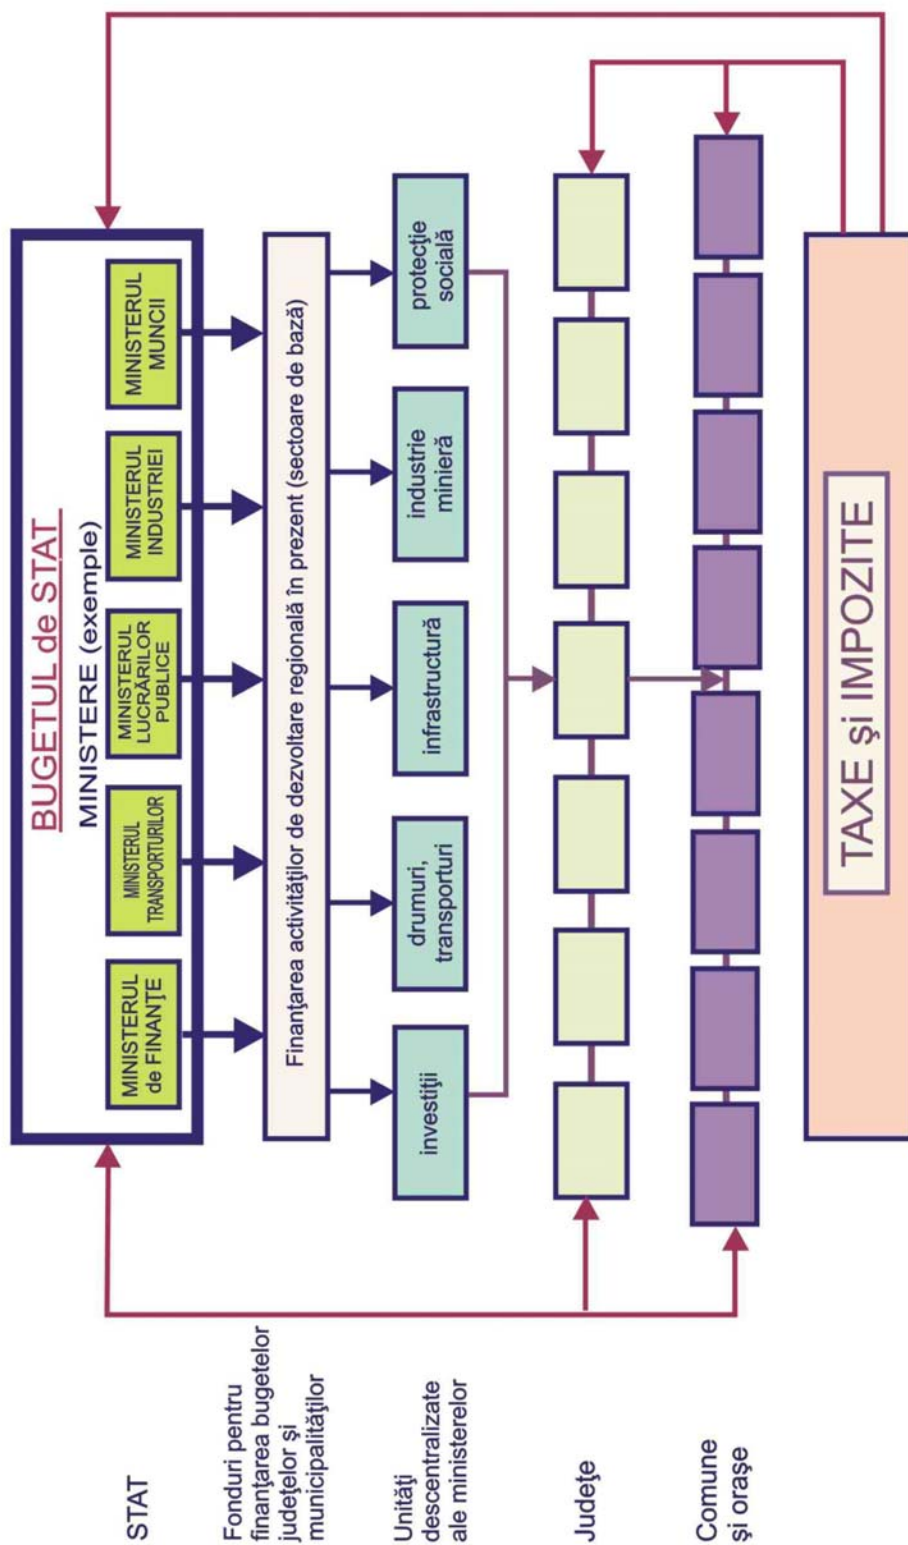 BUGETUL de STAT
MINISTERE (exemple)
MINISTERUL
de FINANŢE
MINISTERUL
TRANSPORTURILOR
MINISTERUL
LUCRĂRILOR
PUBLICE
MINISTERUL
INDUSTRIEI
MINISTERUL
MUNCII
STAT
Finanţarea activităţilor de dezvoltare regională în prezent (sectoare de bază)
Fonduri pentru
finanţarea bugetelor
judeţelor şi
municipalităţilor
investiţii
drumuri,
transporturi
infrastructură
industrie
minieră
protecţie
socială
Unităţi
descentralizate
ale ministerelor
Judeţe
Comune
şi oraşe
TAXE şi IMPOZITE